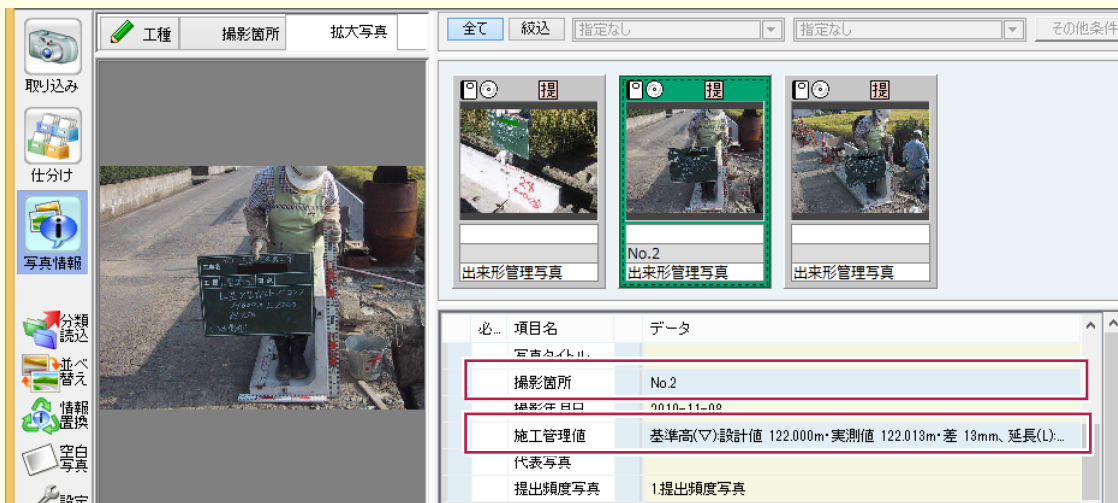 工種
撮影箇所
拡大写真
全て
絞込
指定なし
指定なし
その他条件
取り込み
仕分け
写真情報
分類
読込
並べ
替え
情報
置換
空白
写真
設定
提
出来形管理写真
提
No.2
出来形管理写真
提
出来形管理写真
必...
項目名
データ
写真タイトル
撮影箇所
No.2
撮影年月日
2010-11-08
施工管理値
基準高(▽):設計値 122.000m・実測値 122.013m・差 13mm、延長(L):...
代表写真
提出頻度写真
1.提出頻度写真